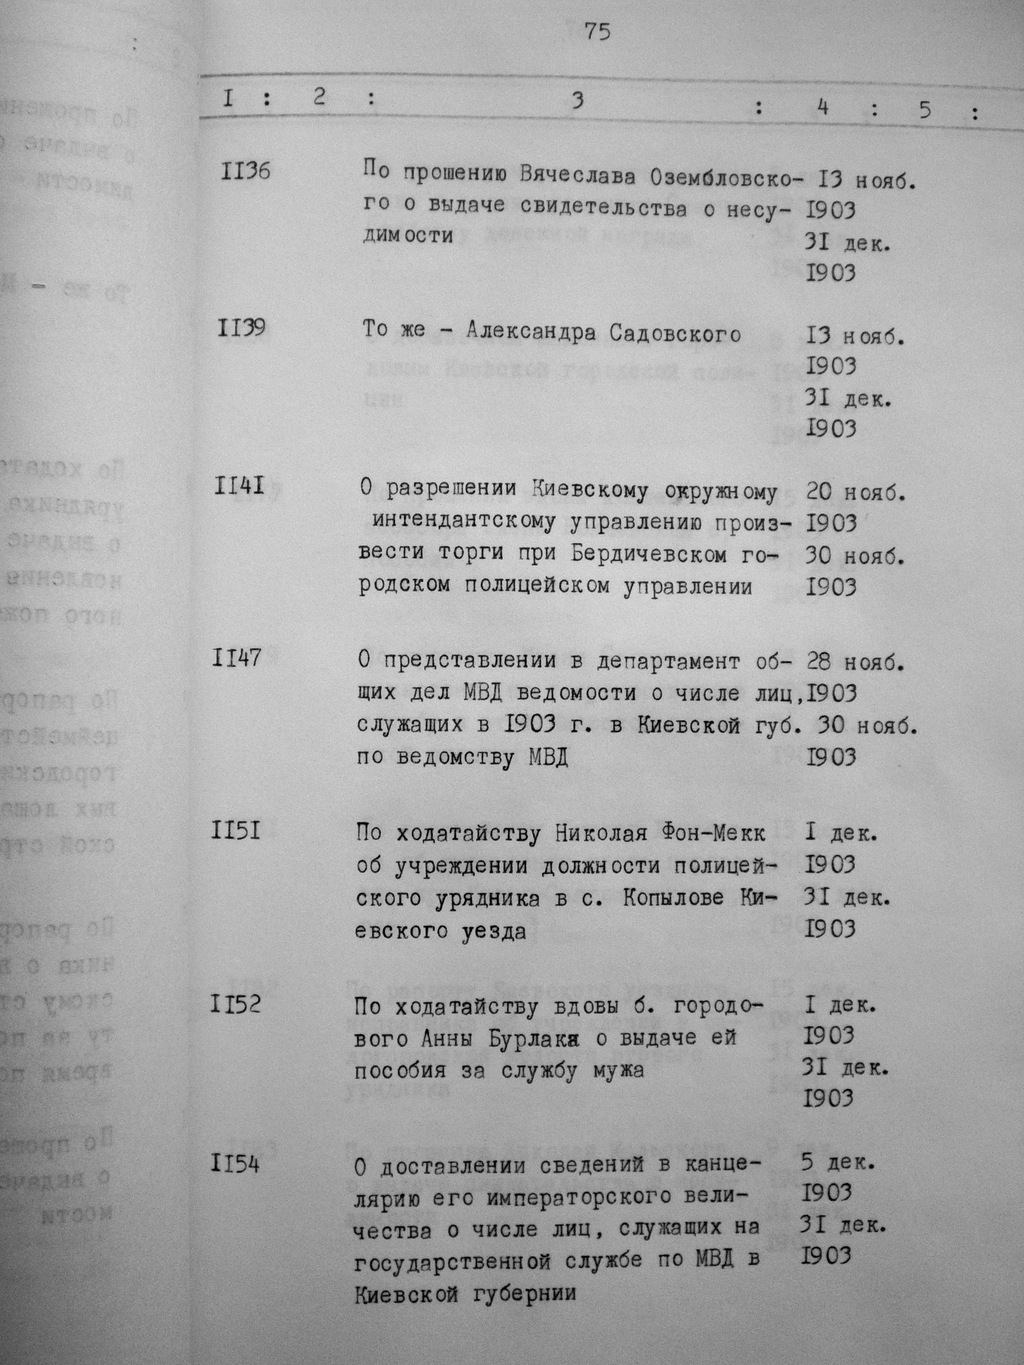 75
I : 2 : 3 : 4 : 5 :
II36 По прошению Вячеслава Озембловско- I3 нояб.
го о выдаче свидетельства о несу- I903
димости 3I дек.
I903
II39 То же - Александра Садовского I3 нояб.
I903
3I дек.
I903
II4I О разрешении Киевскому окружному 20 нояб.
интендантскому управлению произ- I903
вести торги при Бердичевском го- 30 нояб.
родском полицейском управлении I903
II47 О представлении в департамент об- 28 нояб.
щих дел МВД ведомости о числе лиц, I903
служащих в I903 г. в Киевской губ. 30 нояб.
по ведомству МВД I903
II5I По ходатайству Николая Фон-Мекк I дек.
об учреждении должности полицей- I903
ского урядника в с. Копылове Ки- 3I дек.
евского уезда I903
II52 По ходатайству вдовы б. городо- I дек.
вого Анны Бурлака о выдаче ей I903
пособия за службу мужа 3I дек.
I903
II54 О доставлении сведений в канце- 5 дек.
лярию его императорского вели- I903
чества о числе лиц, служащих на 3I дек.
государственной службе по МВД в I903
Киевской губернии